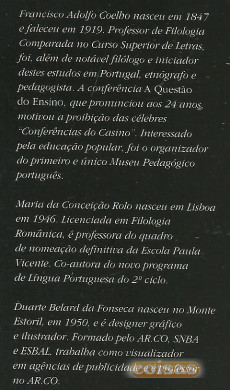 Francisco Adolfo Coelho nasceu em 1847
e faleceu em 1919. Professor de Filologia
Comparada no Curso Superior de Letras,
foi, além de notável filólogo e iniciador
destes estudos em Portugal, etnógrafo e
pedagogista. A conferência A Questão
do Ensino, que pronunciou aos 24 anos,
motivou a proibição das célebres
"Conferências do Casino". Interessado
pela educação popular, foi o organizador
do primeiro e único Museu Pedagógico
português.
Maria da Conceição Rolo nasceu em Lisboa
em 1946. Licenciada em Filologia
Românica, é professora do quadro
de nomeação definitiva da Escola Paula
Vicente. Co-autora do novo programa
de Língua Portuguesa do 2º ciclo.
Duarte Belard da Fonseca nasceu no Monte
Estoril, em 1950, e é designer gráfico
e ilustrador. Formado pelo AR.CO, SNBA
e ESBAL, trabalha como visualizador
em agências de publicidade e professor
no AR.CO.